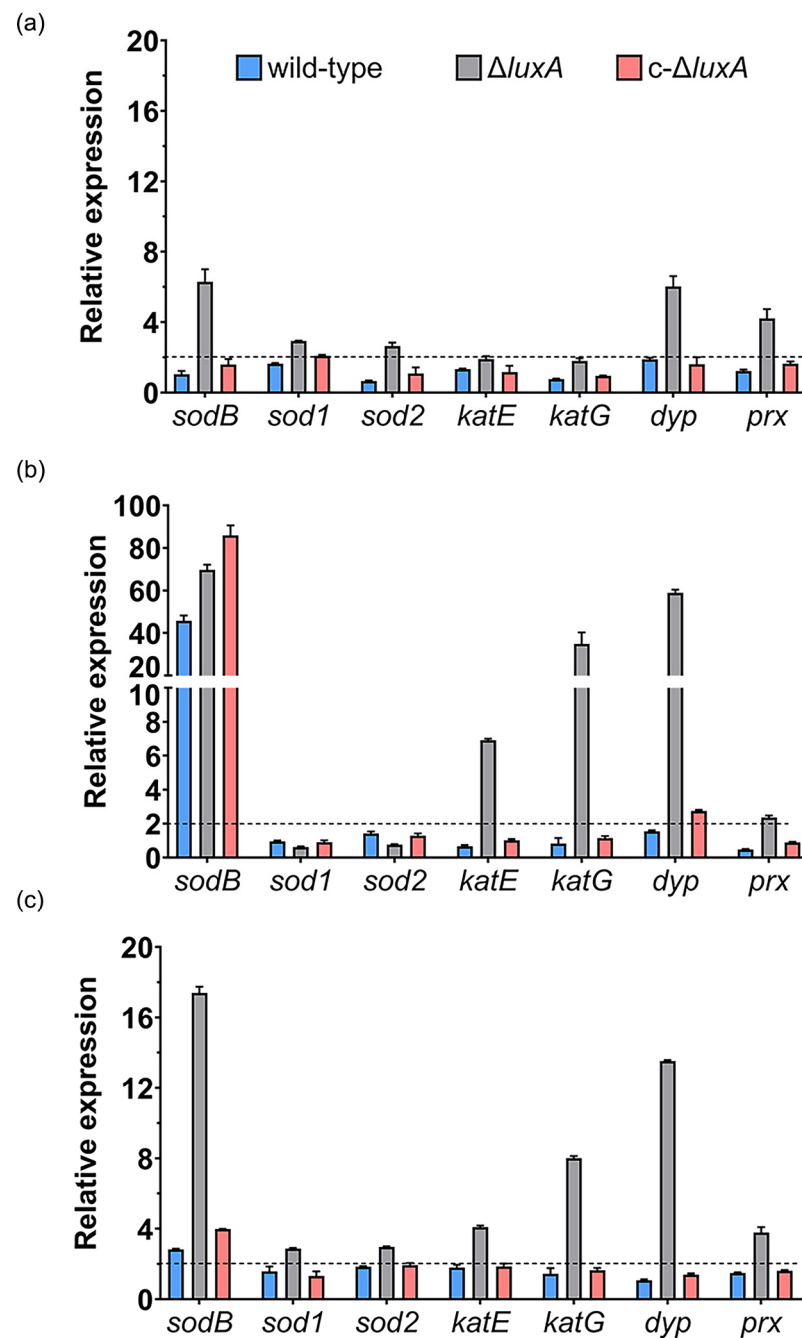 (a)
20
16
12
8
4
0
Relative expression
wild-type ΔluxA c-ΔluxA
sodB sod1 sod2 katE katG dyp prx
(b)
100
80
60
40
20
10
8
6
4
2
0
Relative expression
sodB sod1 sod2 katE katG dyp prx
(c)
20
16
12
8
4
0
Relative expression
sodB sod1 sod2 katE katG dyp prx